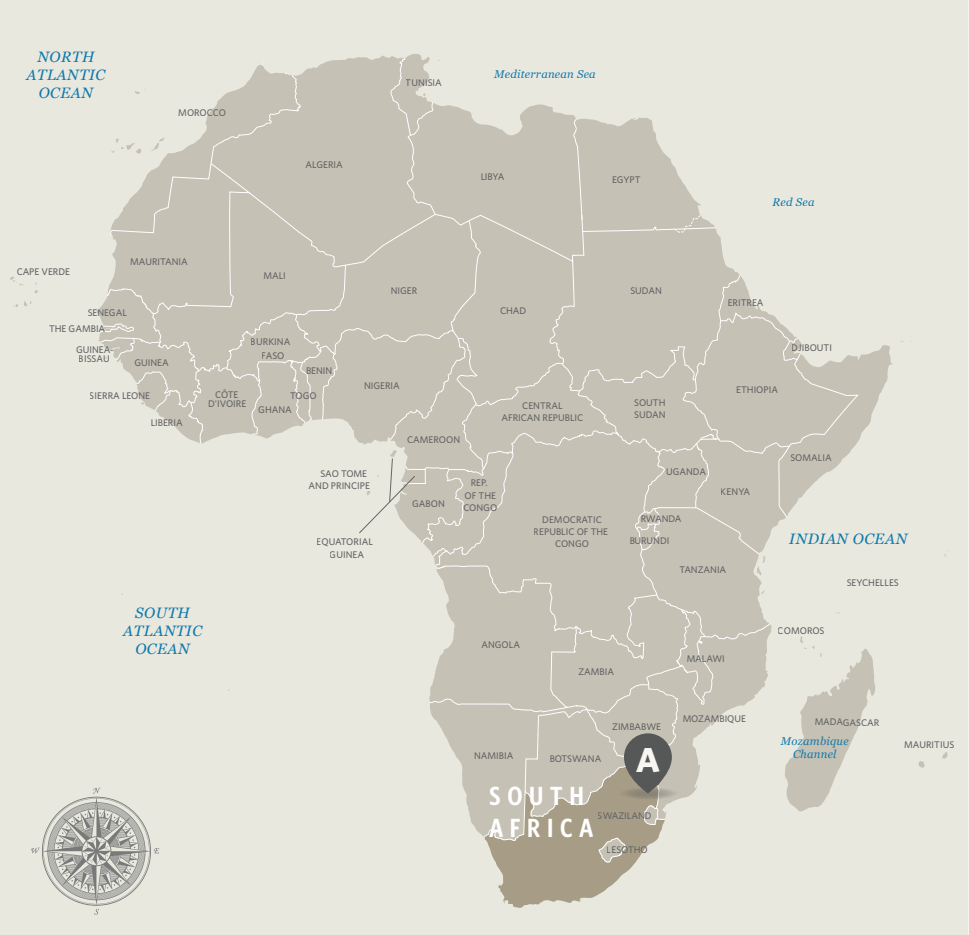 NORTH
ATLANTIC
OCEAN
Mediterranean Sea
TUNISIA
MOROCCO
ALGERIA
LIBYA
EGYPT
Red Sea
MAURITANIA
CAPE VERDE
MALI
NIGER
SUDAN
ERITREA
CHAD
SENEGAL
THE GAMBIA
GUINEA-
BISSAU
GUINEA
BURKINA
FASO
BENIN
DJIBOUTI
NIGERIA
ETHIOPIA
SIERRA LEONE
CÔTE
D'IVOIRE
TOGO
GHANA
CENTRAL
AFRICAN REPUBLIC
SOUTH
SUDAN
LIBERIA
CAMEROON
SOMALIA
SAO TOME
AND PRINCIPE
UGANDA
REP.
OF THE
CONGO
KENYA
GABON
DEMOCRATIC
REPUBLIC OF THE
CONGO
RWANDA
BURUNDI
EQUATORIAL
GUINEA
INDIAN OCEAN
TANZANIA
SEYCHELLES
SOUTH
ATLANTIC
OCEAN
COMOROS
ANGOLA
MALAWI
ZAMBIA
MOZAMBIQUE
MADAGASCAR
ZIMBABWE
Mozambique
Channel
MAURITIUS
NAMIBIA
BOTSWANA
A
SOUTH
AFRICA
SWAZILAND
LESOTHO
N
W
E
S